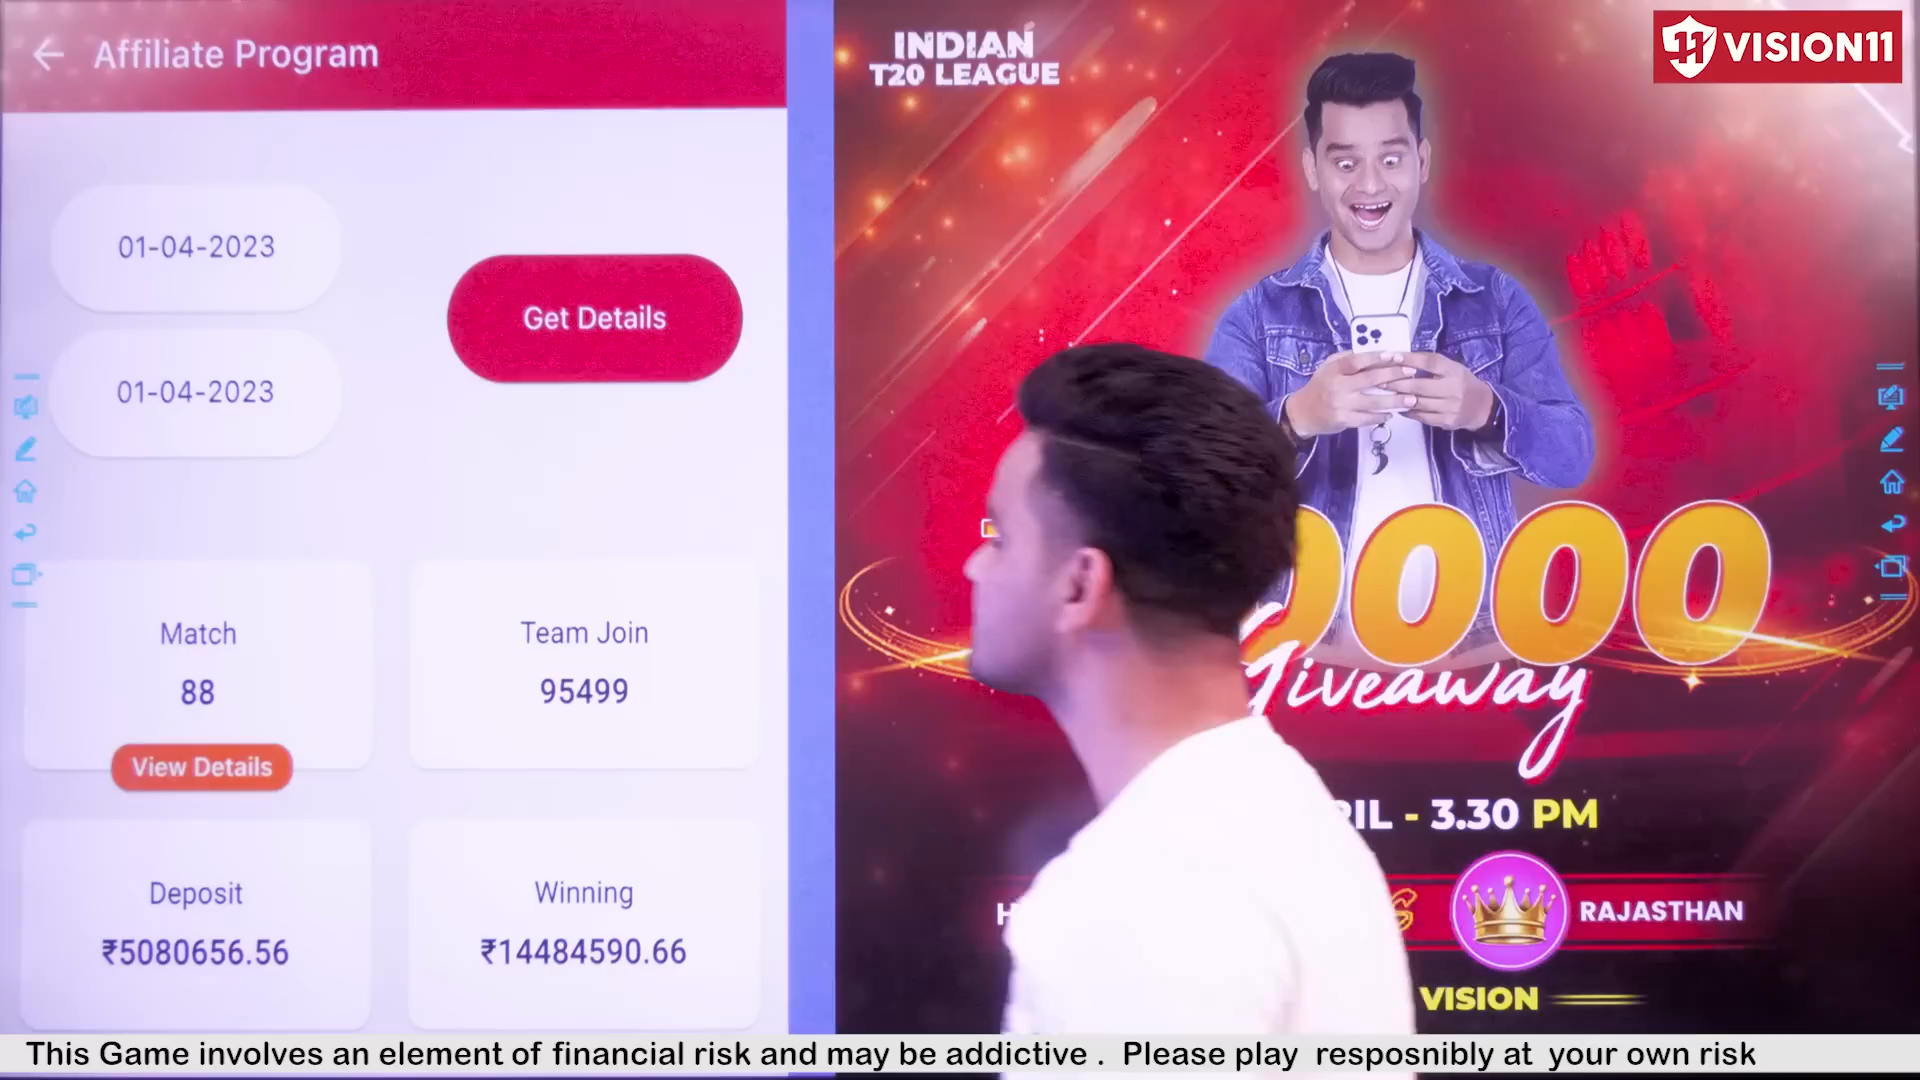 Affiliate Program
01-04-2023
Get Details
01-04-2023
Match
88
View Details
Team Join
95499
Deposit
₹5080656.56
Winning
₹14484590.66
INDIAN
T20 LEAGUE
VISION11
0000
Giveaway
- 3.30 PM
RAJASTHAN
VISION
This Game involves an element of financial risk and may be addictive . Please play resposnibly at your own risk